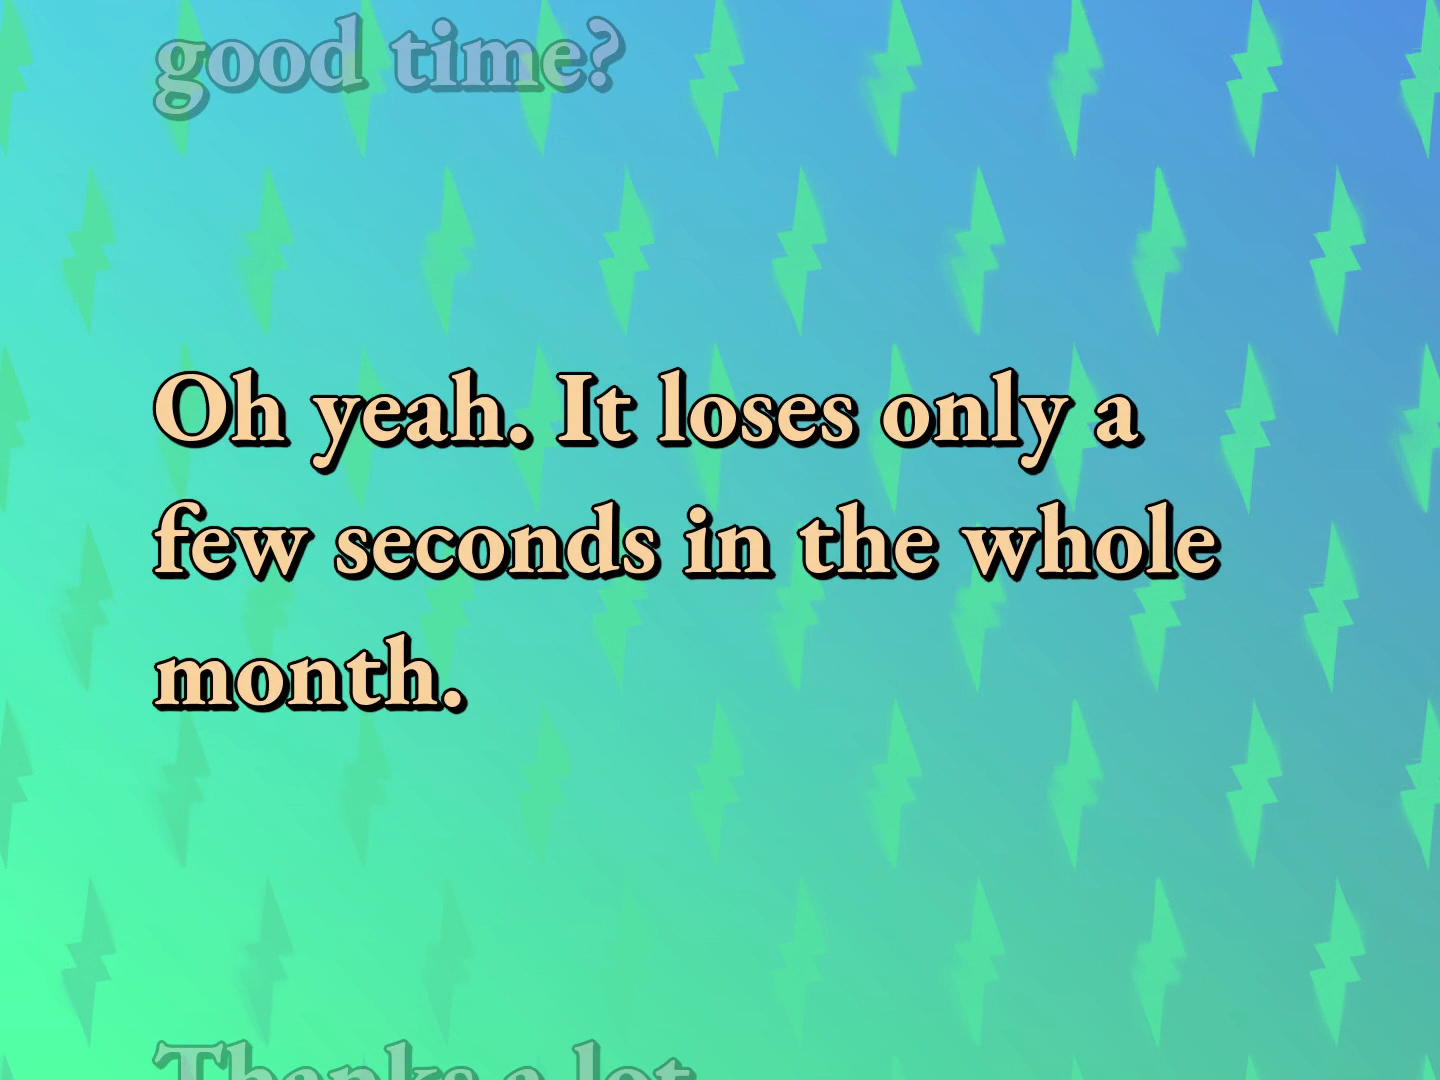 good time?
Oh yeah. It loses only a
few seconds in the whole
month.
Thanks a lot